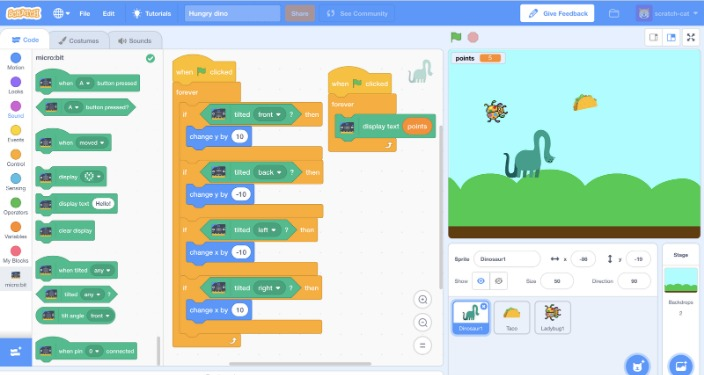 SCRATCH File Edit Tutorials Hungry dino Share See Community Give Feedback scratch-cat
Code Costumes Sounds
Motion
Looks
Sound
Events
Control
Sensing
Operators
Variables
My Blocks
micro:bit
micro:bit
when A button pressed
A button pressed?
when moved
display
display text Hello!
clear display
when tilted any
tilted any ?
tilt angle front
when pin 0 connected
when clicked
forever
if tilted front ? then
change y by 10
if tilted back ? then
change y by -10
if tilted left ? then
change x by -10
if tilted right ? then
change x by 10
when clicked
forever
display text points
points 5
Sprite Dinosaur1 x y -10
Show Size 50 Direction 90
Dinosaur1 Taco Ladybug1
Stage
Backdrops